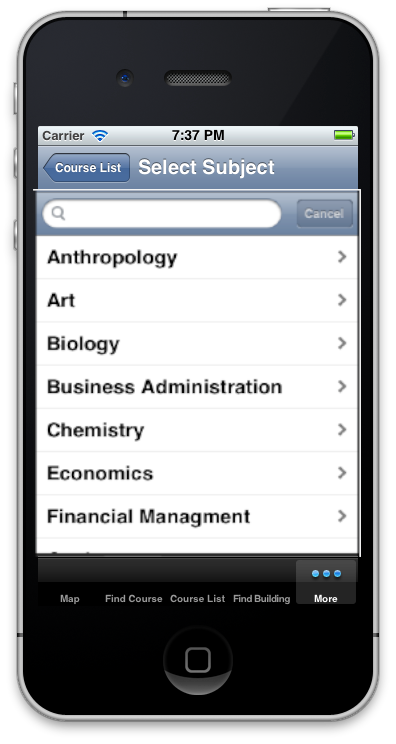 Carrier 7:37 PM
Course List Select Subject
Cancel
Anthropology
Art
Biology
Business Administration
Chemistry
Economics
Financial Managment
Map Find Course Course List Find Building More